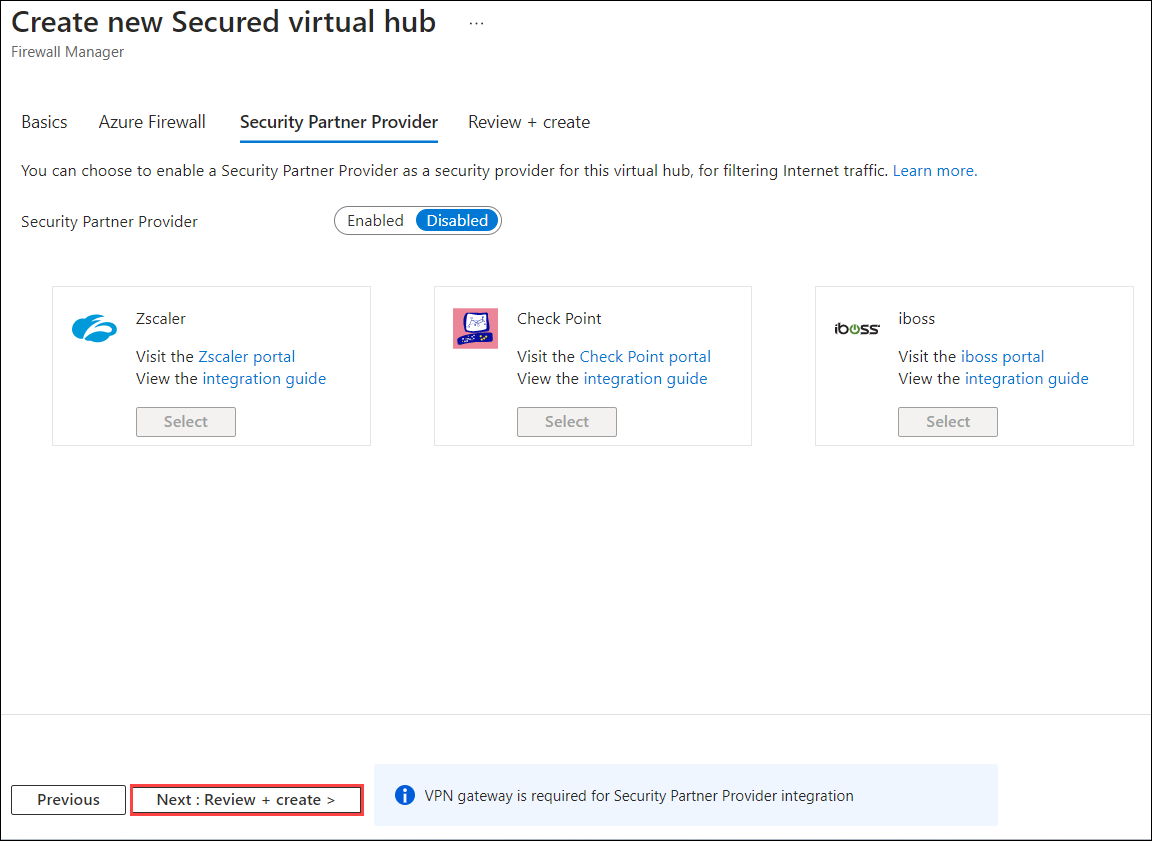 Create new Secured virtual hub ...
Firewall Manager
Basics Azure Firewall Security Partner Provider Review + create
You can choose to enable a Security Partner Provider as a security provider for this virtual hub, for filtering Internet traffic. Learn more.
Security Partner Provider Enabled Disabled
Zscaler
Visit the Zscaler portal
View the integration guide
Select
Check Point
Visit the Check Point portal
View the integration guide
Select
iboss
iboss
Visit the iboss portal
View the integration guide
Select
Previous Next : Review + create >
VPN gateway is required for Security Partner Provider integration